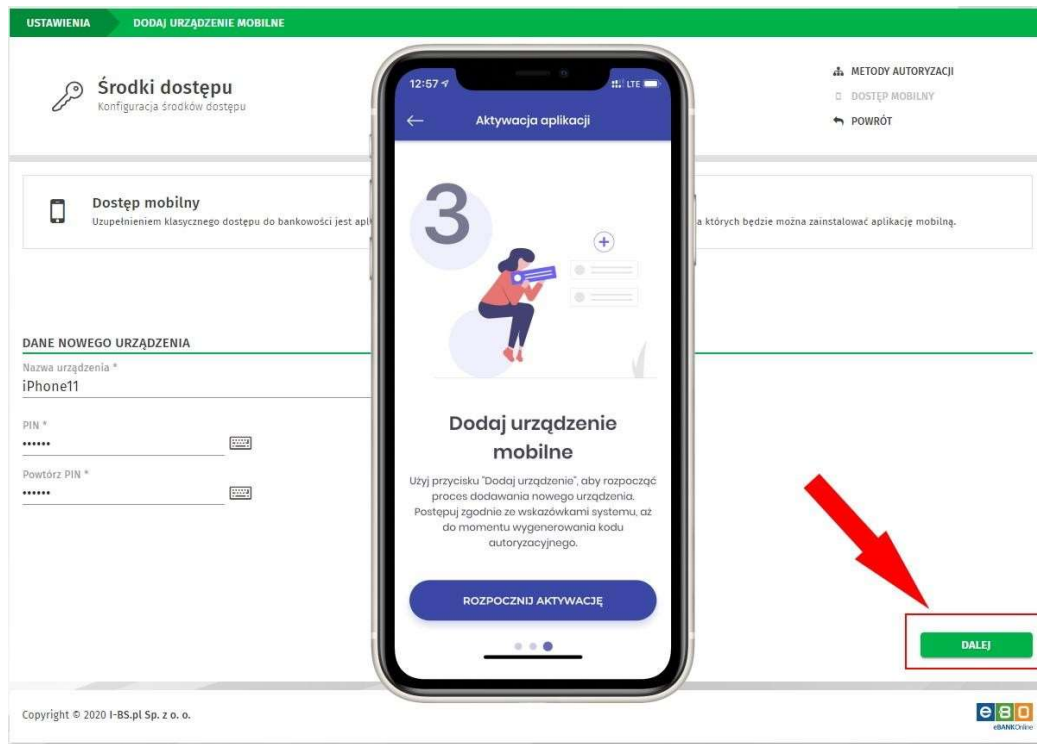 USTAWIENIA DODAJ URZĄDZENIE MOBILNE
Środki dostępu
Konfiguracja środków dostępu
METODY AUTORYZACJI
DOSTĘP MOBILNY
POWRÓT
Dostęp mobilny
Uzupełnieniem klasycznego dostępu do bankowości jest
których będzie można zainstalować aplikację mobilną.
DANE NOWEGO URZĄDZENIA
Nazwa urządzenia *
iPhone11
PIN *
••••••
Powtórz PIN *
••••••
12:57 LTE
Aktywacja aplikacji
3
Dodaj urządzenie
mobilne
Użyj przycisku "Dodaj urządzenie", aby rozpocząć
proces dodawania nowego urządzenia.
Postępuj zgodnie ze wskazówkami systemu, aż
do momentu wygenerowania kodu
autoryzacyjnego.
ROZPOCZNIJ AKTYWACJĘ
DALEJ
Copyright © 2020 I-BS.pl Sp. z o. o.
eBO
eBANKOnline